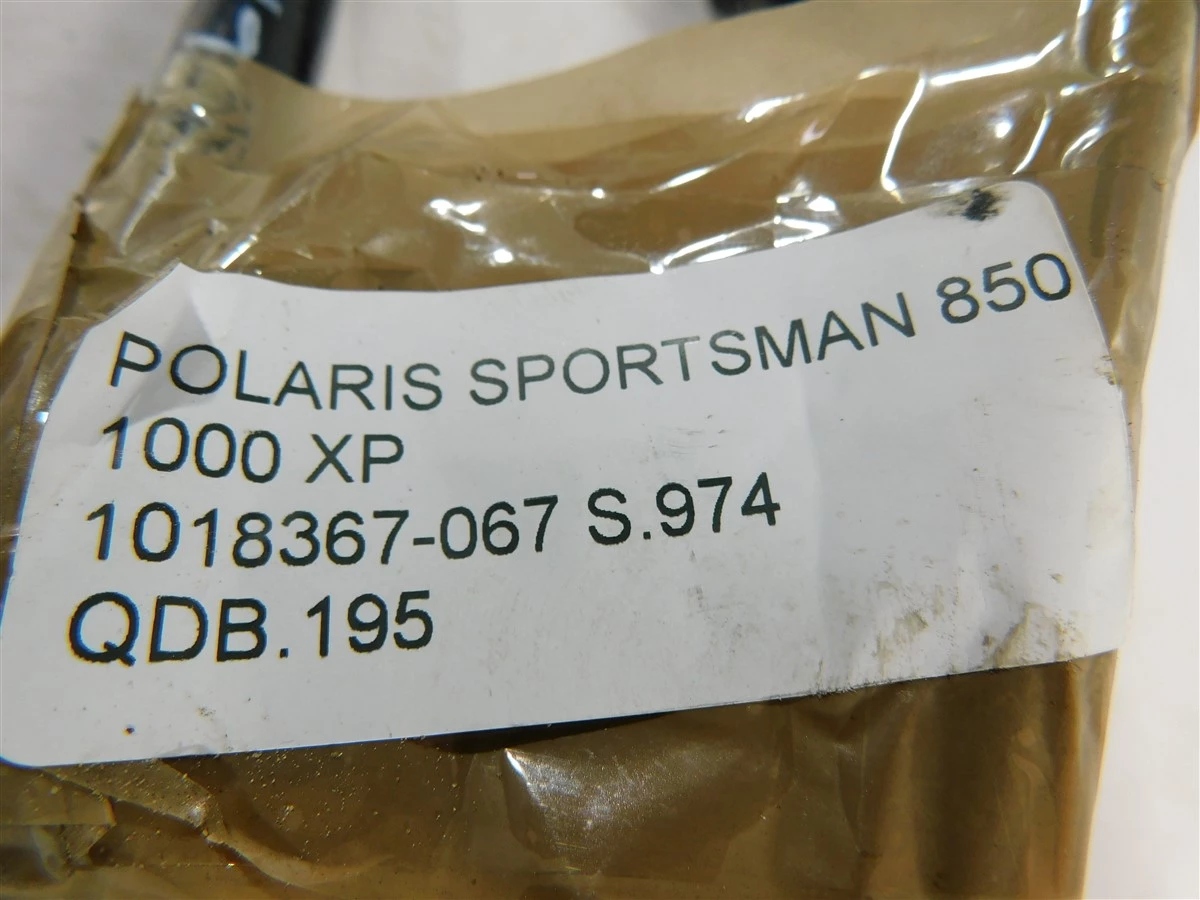 POLARIS SPORTSMAN 850
1000 XP
1018367-067 S.974
QDB.195